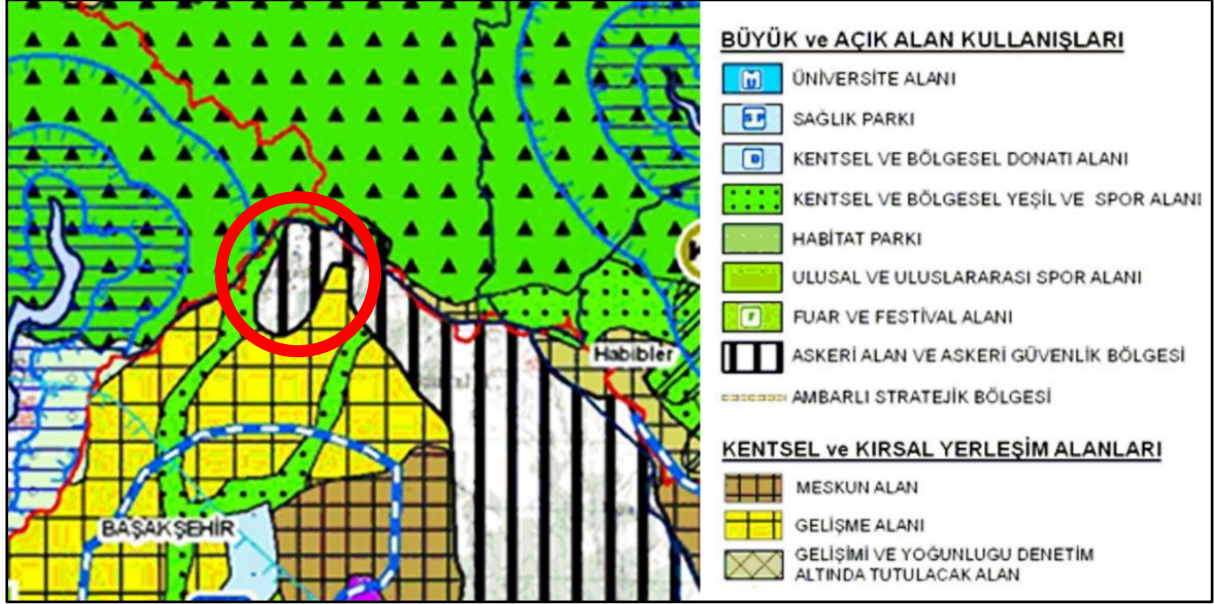 Habibler
BAŞAKŞEHİR
BÜYÜK ve AÇIK ALAN KULLANIŞLARI
Ü
ÜNİVERSİTE ALANI
S P
SAĞLIK PARKI
D
KENTSEL VE BÖLGESEL DONATI ALANI
KENTSEL VE BÖLGESEL YEŞİL VE SPOR ALANI
HABİTAT PARKI
ULUSAL VE ULUSLARARASI SPOR ALANI
F
FUAR VE FESTİVAL ALANI
ASKERİ ALAN VE ASKERİ GÜVENLİK BÖLGESİ
AMBARLI STRATEJİK BÖLGESİ
KENTSEL ve KIRSAL YERLEŞİM ALANLARI
MESKUN ALAN
GELİŞME ALANI
GELİŞİMİ VE YOĞUNLUGU DENETİM
ALTINDA TUTULACAK ALAN